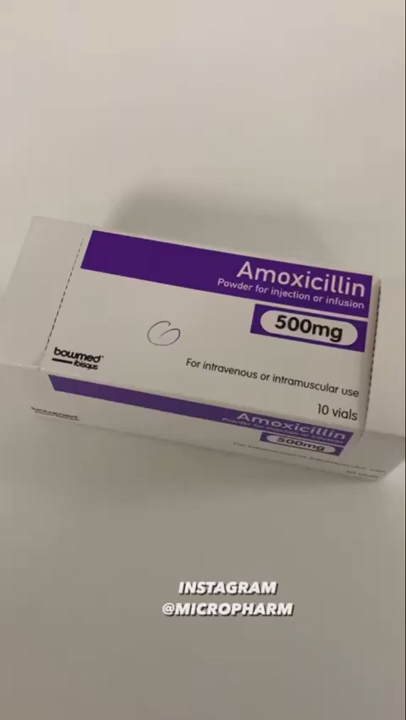 Amoxicillin
Powder for injection or infusion
500mg
bowmed
ibisqus
For intravenous or intramuscular use
10 vials
Amoxicillin
500mg
INSTAGRAM
@MICROPHARM